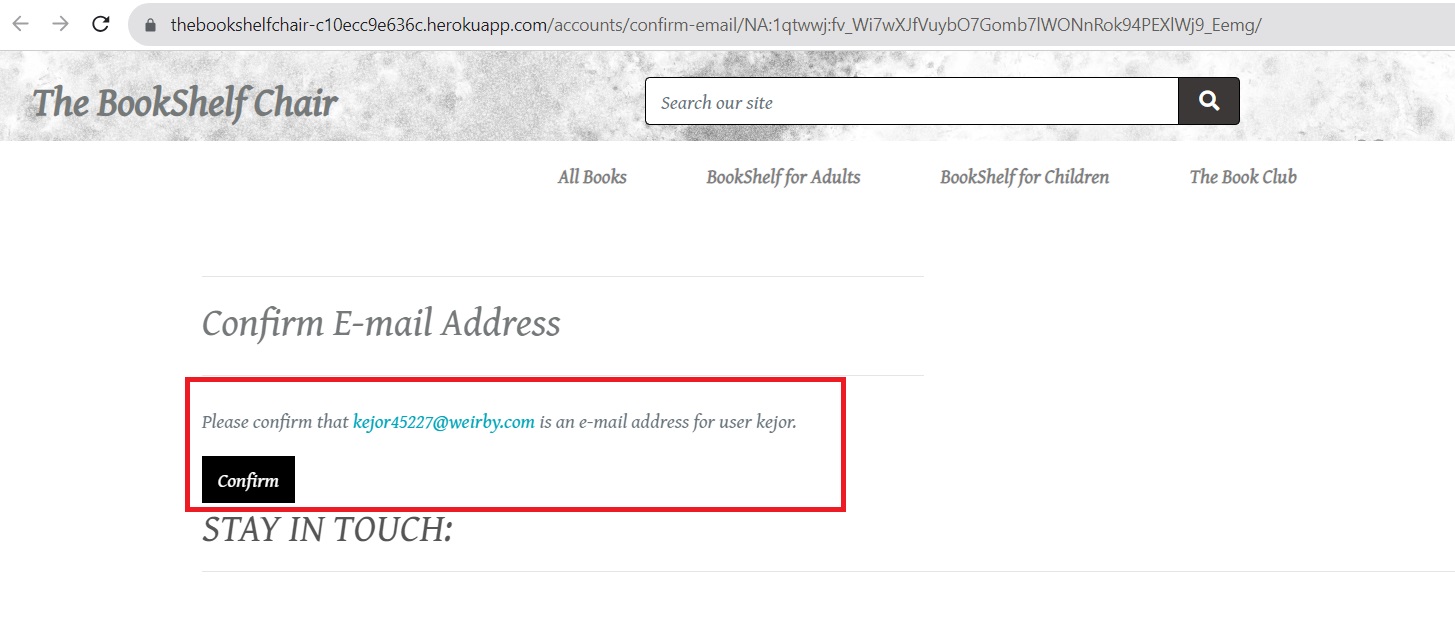 thebookshelfchair-c10ecc9e636c.herokuapp.com/accounts/confirm-email/NA:1qtwwj:fv_Wi7wXJfVuybO7Gomb7lWONnRok94PEXlWj9_Eemg/
The BookShelf Chair
Search our site
All Books BookShelf for Adults BookShelf for Children The Book Club
Confirm E-mail Address
Please confirm that kejor45227@weirby.com is an e-mail address for user kejor.
Confirm
STAY IN TOUCH: